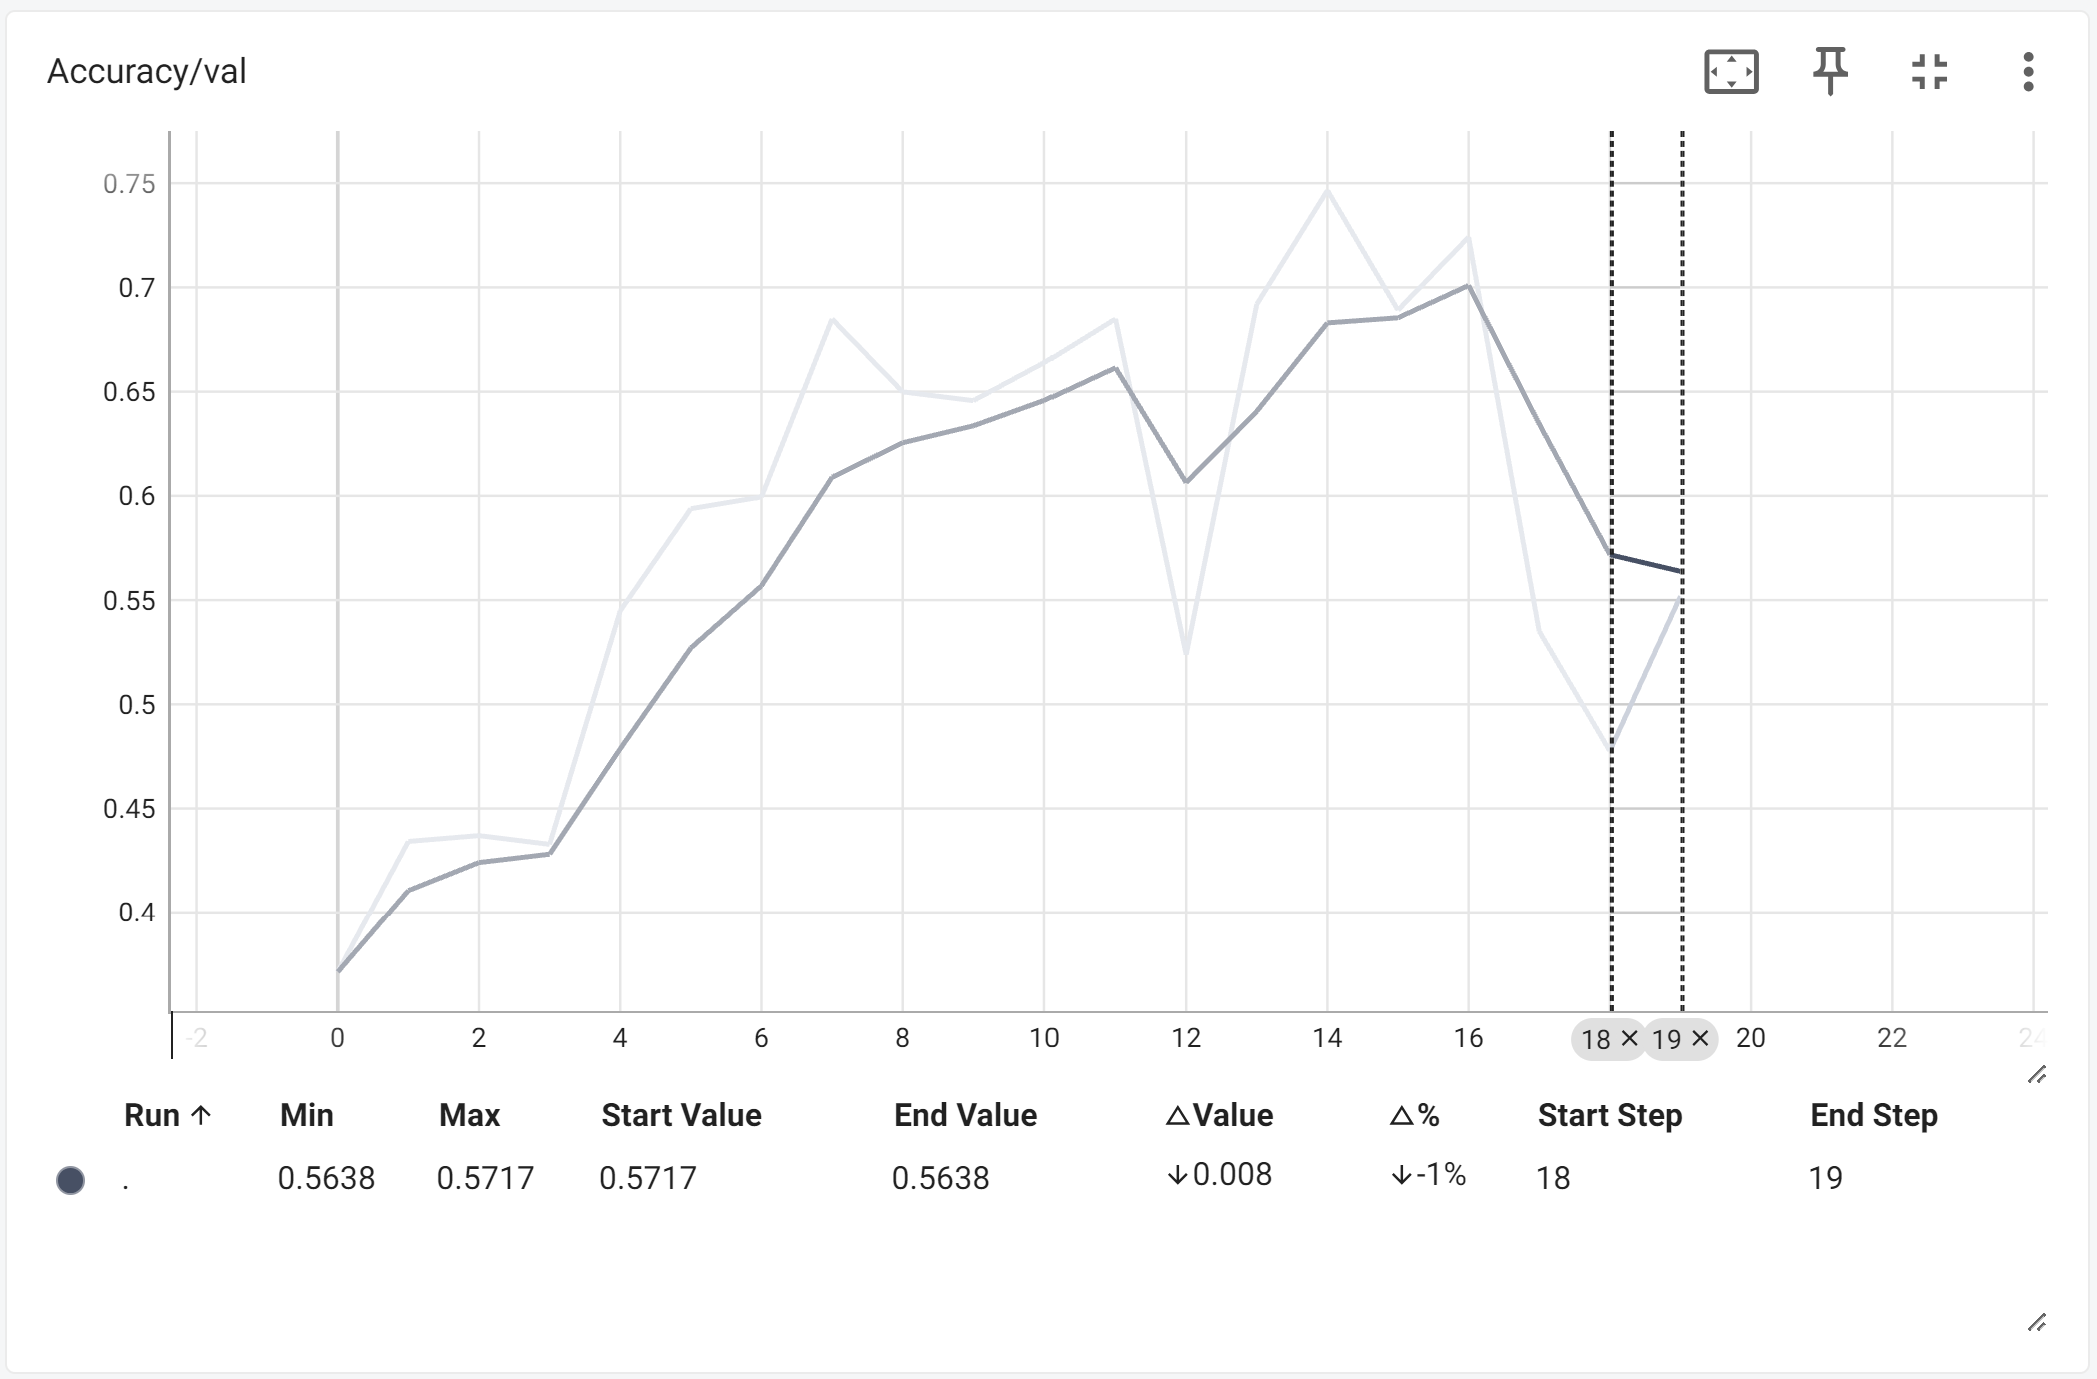 Accuracy/val
0.75
0.7
0.65
0.6
0.55
0.5
0.45
0.4
-2 0 2 4 6 8 10 12 14 16 18 × 19 × 20 22 24
Run ↑ Min Max Start Value End Value △Value △% Start Step End Step
. 0.5638 0.5717 0.5717 0.5638 ↓0.008 ↓-1% 18 19